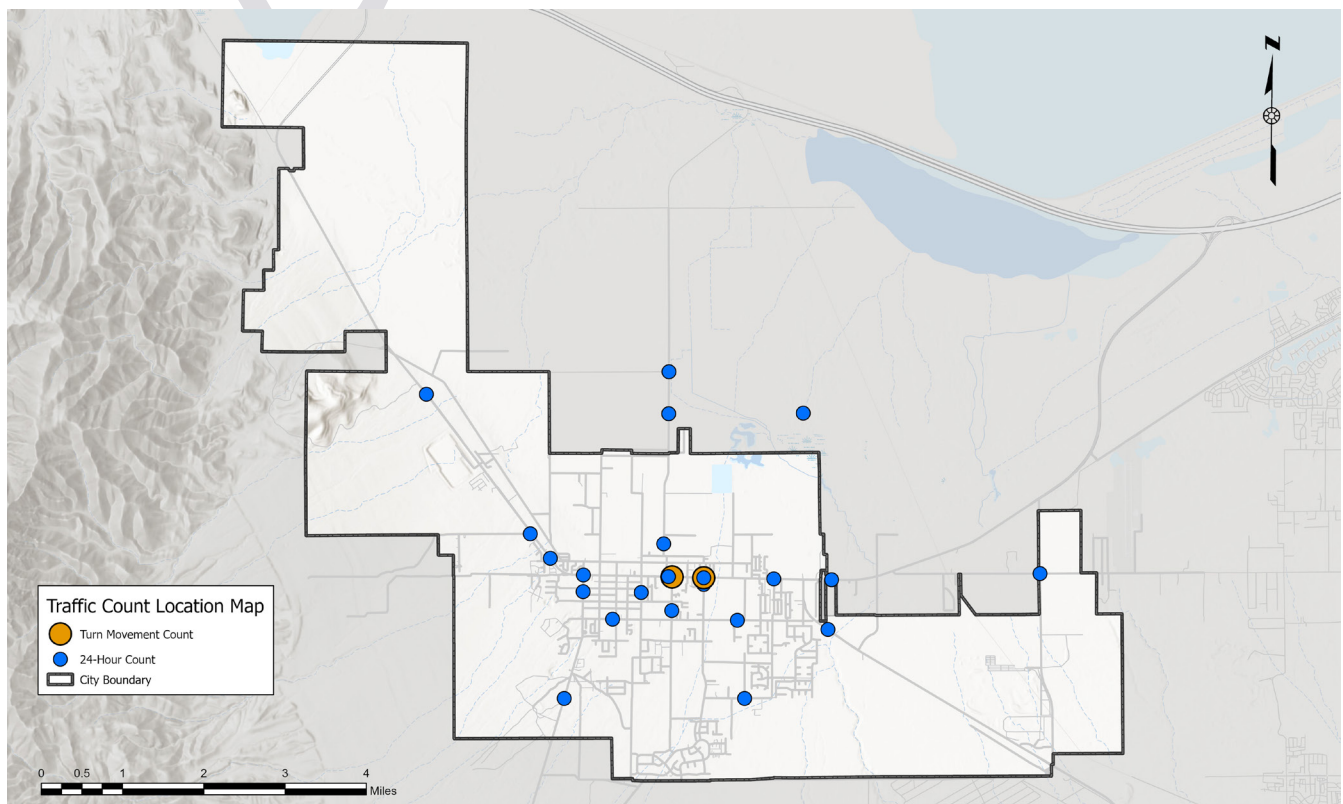 N
Traffic Count Location Map
Turn Movement Count
24-Hour Count
City Boundary
0 0.5 1 2 3 4
Miles